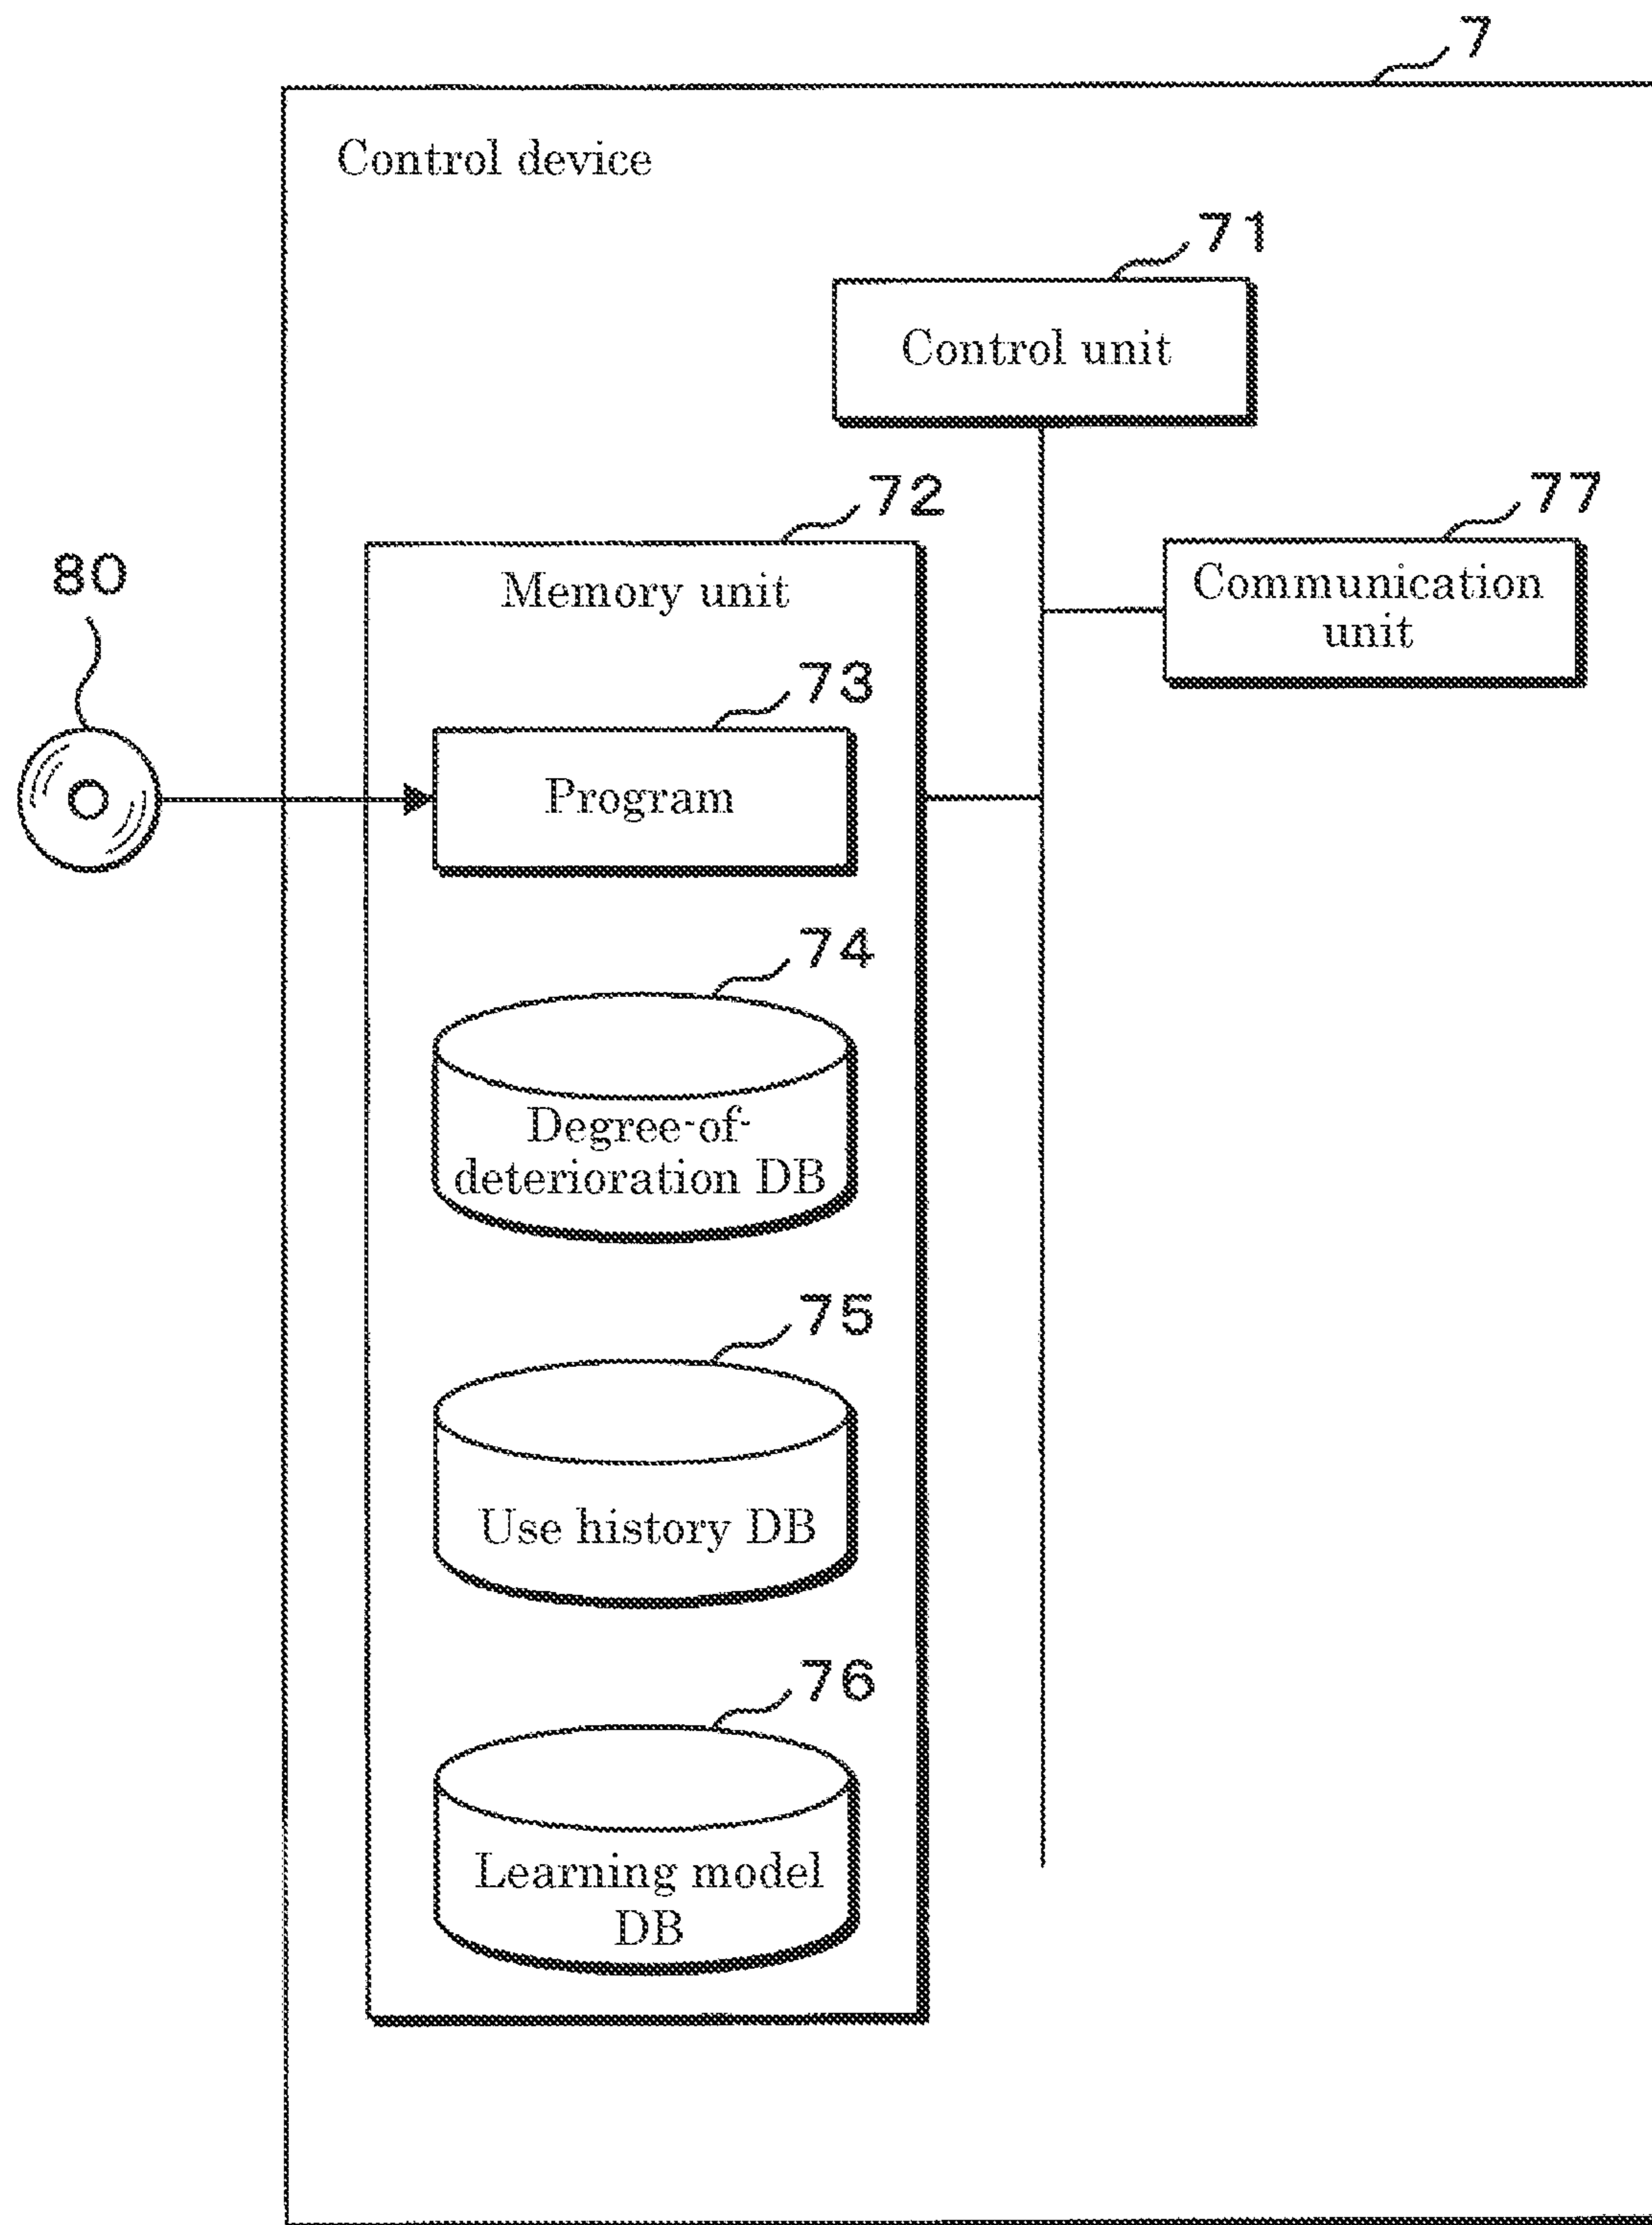 7
Control device
71
Control unit
72
77
80
Memory unit
Communication
unit
73
Program
74
Degree-of-
deterioration DB
75
Use history DB
76
Learning model
DB